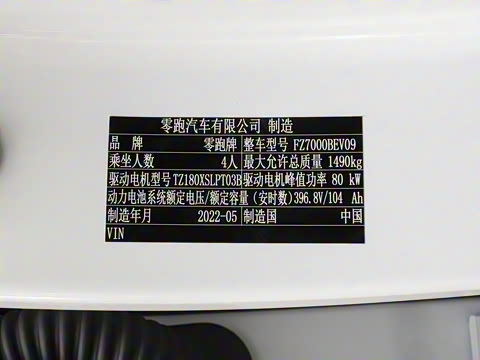 零跑汽车有限公司 制造
品 牌 零跑牌 整车型号 FZ7000BEV09
乘坐人数 4人 最大允许总质量 1490kg
驱动电机型号 TZ180XSLPT03B 驱动电机峰值功率 80 kW
动力电池系统额定电压/额定容量(安时数) 396.8V/104 Ah
制造年月 2022-05 制造国 中国
VIN